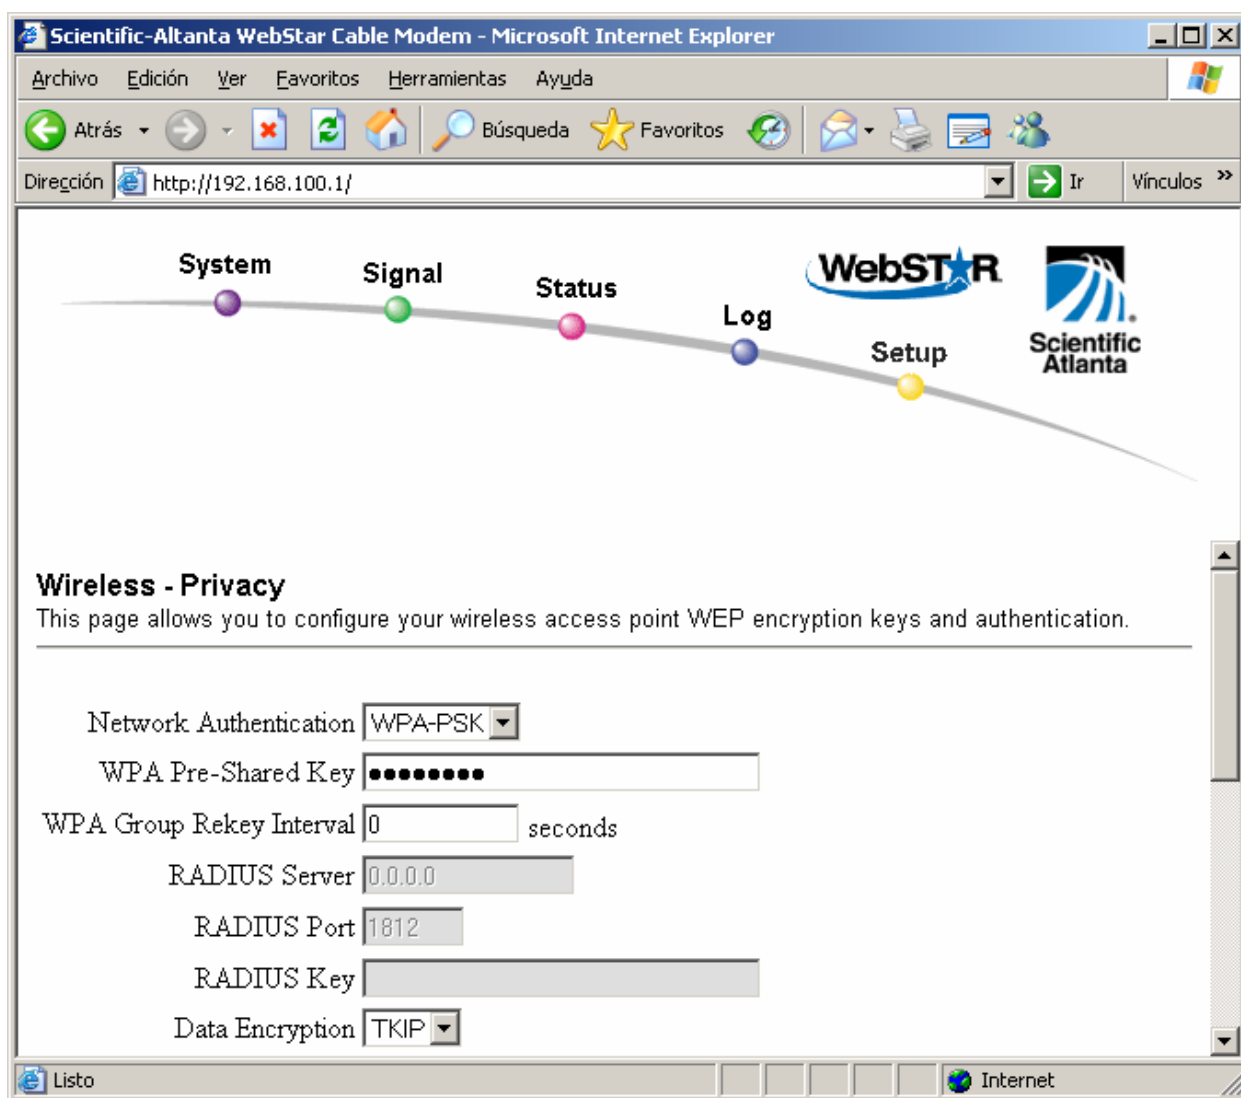 Scientific-Altanta WebStar Cable Modem - Microsoft Internet Explorer
Archivo Edición Ver Favoritos Herramientas Ayuda
Atrás Búsqueda Favoritos
Dirección http://192.168.100.1/ Ir Vínculos »
System
Signal
Status
Log
Setup
WebSTAR
Scientific
Atlanta
Wireless - Privacy
This page allows you to configure your wireless access point WEP encryption keys and authentication.
Network Authentication WPA-PSK
WPA Pre-Shared Key ●●●●●●●●
WPA Group Rekey Interval 0 seconds
RADIUS Server 0.0.0.0
RADIUS Port 1812
RADIUS Key
Data Encryption TKIP
Listo Internet